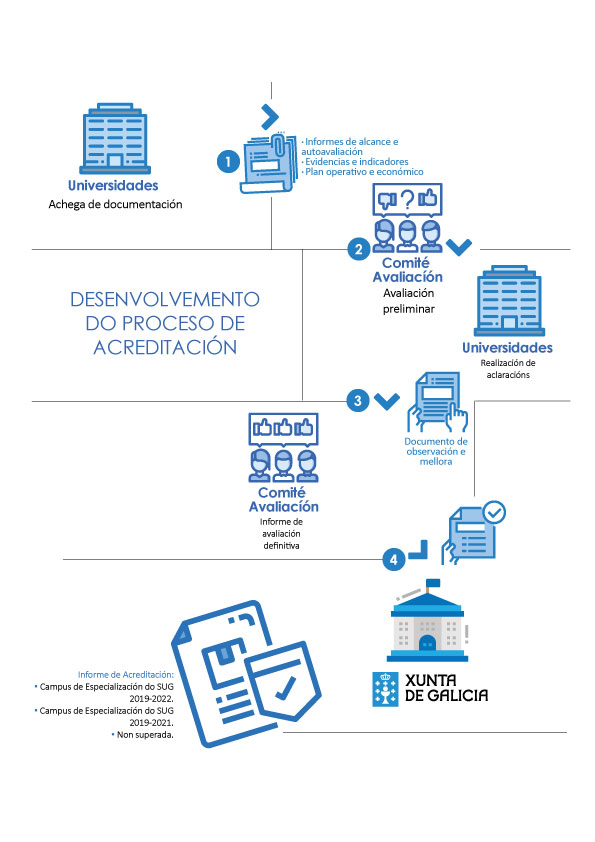 Universidades
Achega de documentación
1
· Informes de alcance e
autoavaliación
· Evidencias e indicadores
· Plan operativo e económico
2
?
Comité
Avaliación
Avaliación
preliminar
DESENVOLVEMENTO
DO PROCESO DE
ACREDITACIÓN
Universidades
Realización de
aclaracións
3
Documento de
observación e
mellora
Comité
Avaliación
Informe de
avaliación
definitiva
4
XUNTA
DE GALICIA
Informe de Acreditación:
• Campus de Especialización do SUG
2019-2022.
• Campus de Especialización do SUG
2019-2021.
• Non superada.